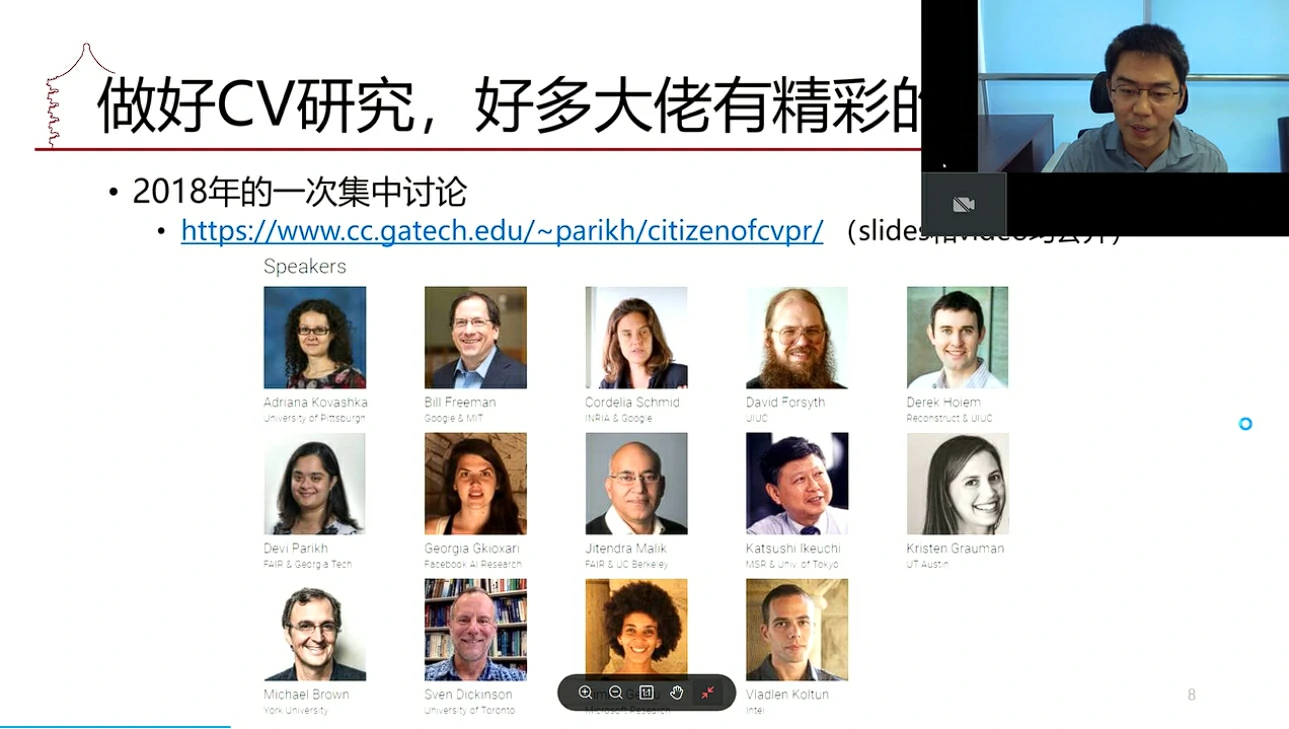 做好CV研究，好多大佬有精彩的
• 2018年的一次集中讨论
• https://www.cc.gatech.edu/~parikh/citizenofcvpr/ （slides
Speakers
Adriana Kovashka Bill Freeman Cordelia Schmid David Forsyth Derek Hoiem
University of Pittsburgh Google & MIT INRIA & Google UIUC Reconstruct & UIUC
Devi Parikh Georgia Gkioxari Jitendra Malik Katsushi Ikeuchi Kristen Grauman
FAIR & Georgia Tech Facebook AI Research FAIR & UC Berkeley MSR & Univ. of Tokyo UT Austin
Michael Brown Sven Dickinson Vladlen Koltun
York University University of Toronto Microsoft Research Intel
8